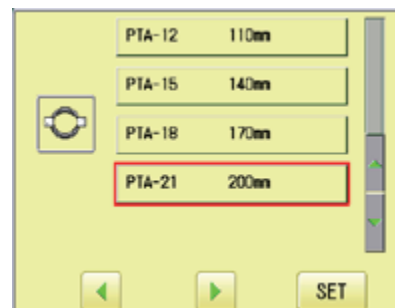 PTA-12 110mm
PTA-15 140mm
PTA-18 170mm
PTA-21 200mm
SET